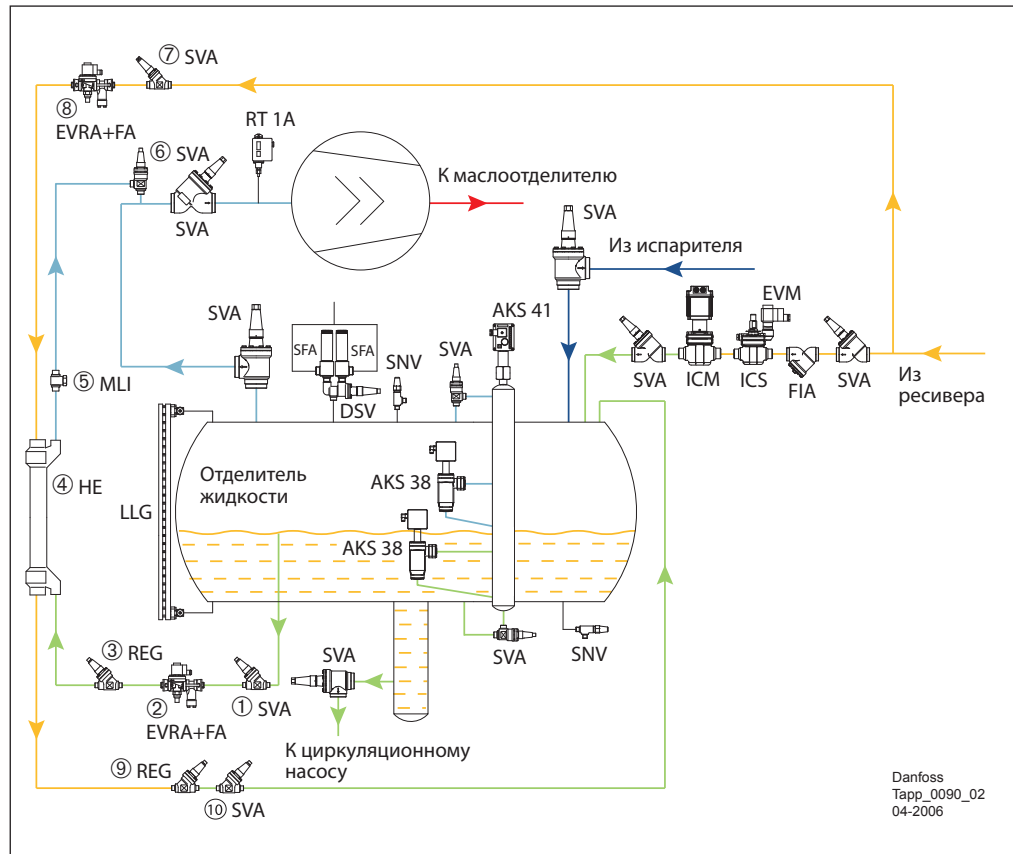 ⑦ SVA
⑧
EVRA+FA
RT 1A
⑥ SVA
SVA
К маслоотделителю
SVA
Из испарителя
EVM
AKS 41
SVA
SFA
SFA
SNV
SVA
DSV
SVA
ICM
ICS
FIA
SVA
Из
ресивера
⑤ MLI
④ HE
LLG
Отделитель
жидкости
AKS 38
AKS 38
③ REG
②
EVRA+FA
① SVA
SVA
SVA
SNV
К циркуляционному
насосу
⑨ REG
⑩ SVA
Danfoss
Tapp_0090_02
04-2006